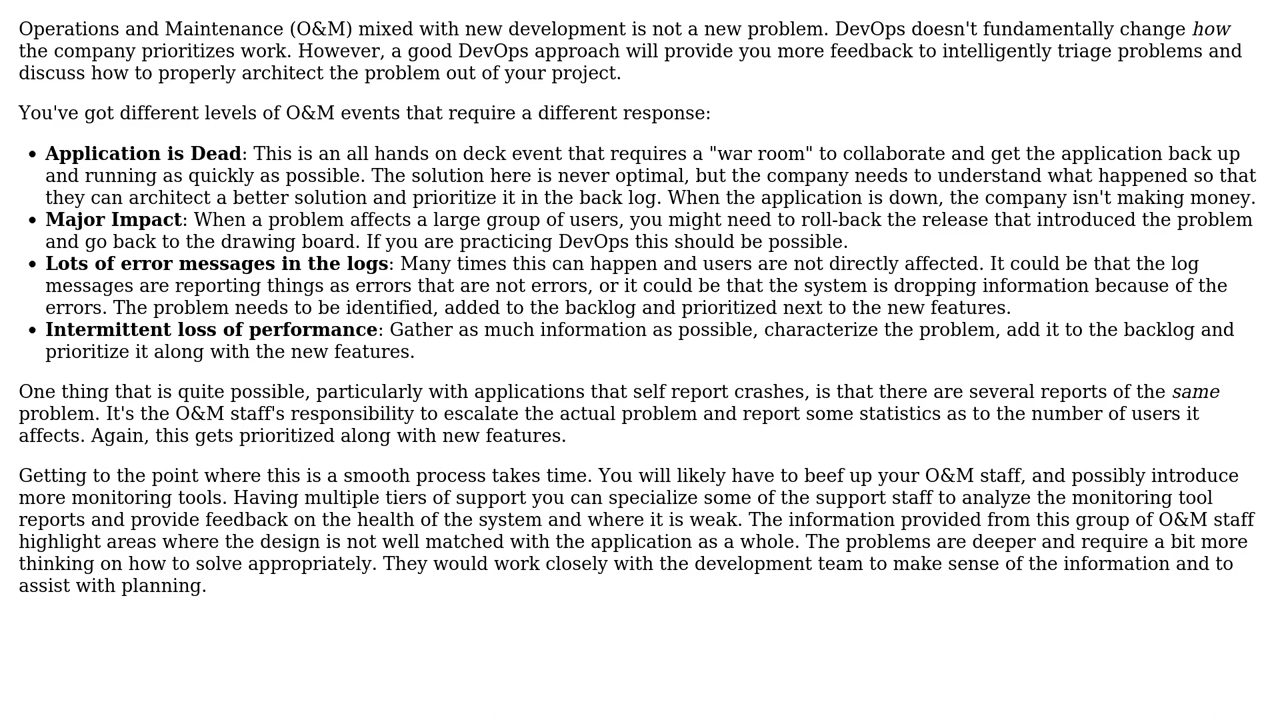 Operations and Maintenance (O&M) mixed with new development is not a new problem. DevOps doesn't fundamentally change how
the company prioritizes work. However, a good DevOps approach will provide you more feedback to intelligently triage problems and
discuss how to properly architect the problem out of your project.
You've got different levels of O&M events that require a different response:
• Application is Dead: This is an all hands on deck event that requires a "war room" to collaborate and get the application back up
and running as quickly as possible. The solution here is never optimal, but the company needs to understand what happened so that
they can architect a better solution and prioritize it in the back log. When the application is down, the company isn't making money.
• Major Impact: When a problem affects a large group of users, you might need to roll-back the release that introduced the problem
and go back to the drawing board. If you are practicing DevOps this should be possible.
• Lots of error messages in the logs: Many times this can happen and users are not directly affected. It could be that the log
messages are reporting things as errors that are not errors, or it could be that the system is dropping information because of the
errors. The problem needs to be identified, added to the backlog and prioritized next to the new features.
• Intermittent loss of performance: Gather as much information as possible, characterize the problem, add it to the backlog and
prioritize it along with the new features.
One thing that is quite possible, particularly with applications that self report crashes, is that there are several reports of the same
problem. It's the O&M staff's responsibility to escalate the actual problem and report some statistics as to the number of users it
affects. Again, this gets prioritized along with new features.
Getting to the point where this is a smooth process takes time. You will likely have to beef up your O&M staff, and possibly introduce
more monitoring tools. Having multiple tiers of support you can specialize some of the support staff to analyze the monitoring tool
reports and provide feedback on the health of the system and where it is weak. The information provided from this group of O&M staff
highlight areas where the design is not well matched with the application as a whole. The problems are deeper and require a bit more
thinking on how to solve appropriately. They would work closely with the development team to make sense of the information and to
assist with planning.